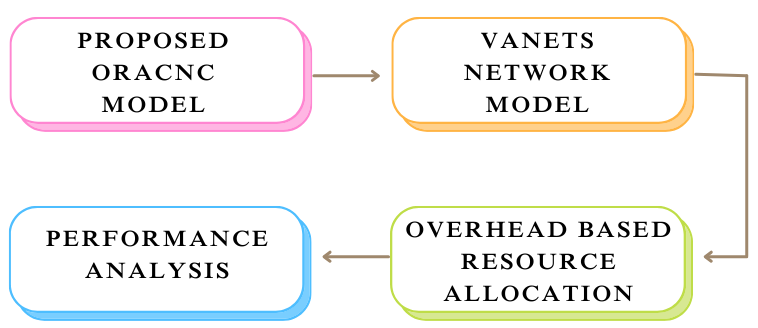 PROPOSED
ORACNC
MODEL
VANETS
NETWORK
MODEL
OVERHEAD BASED
RESOURCE
ALLOCATION
PERFORMANCE
ANALYSIS